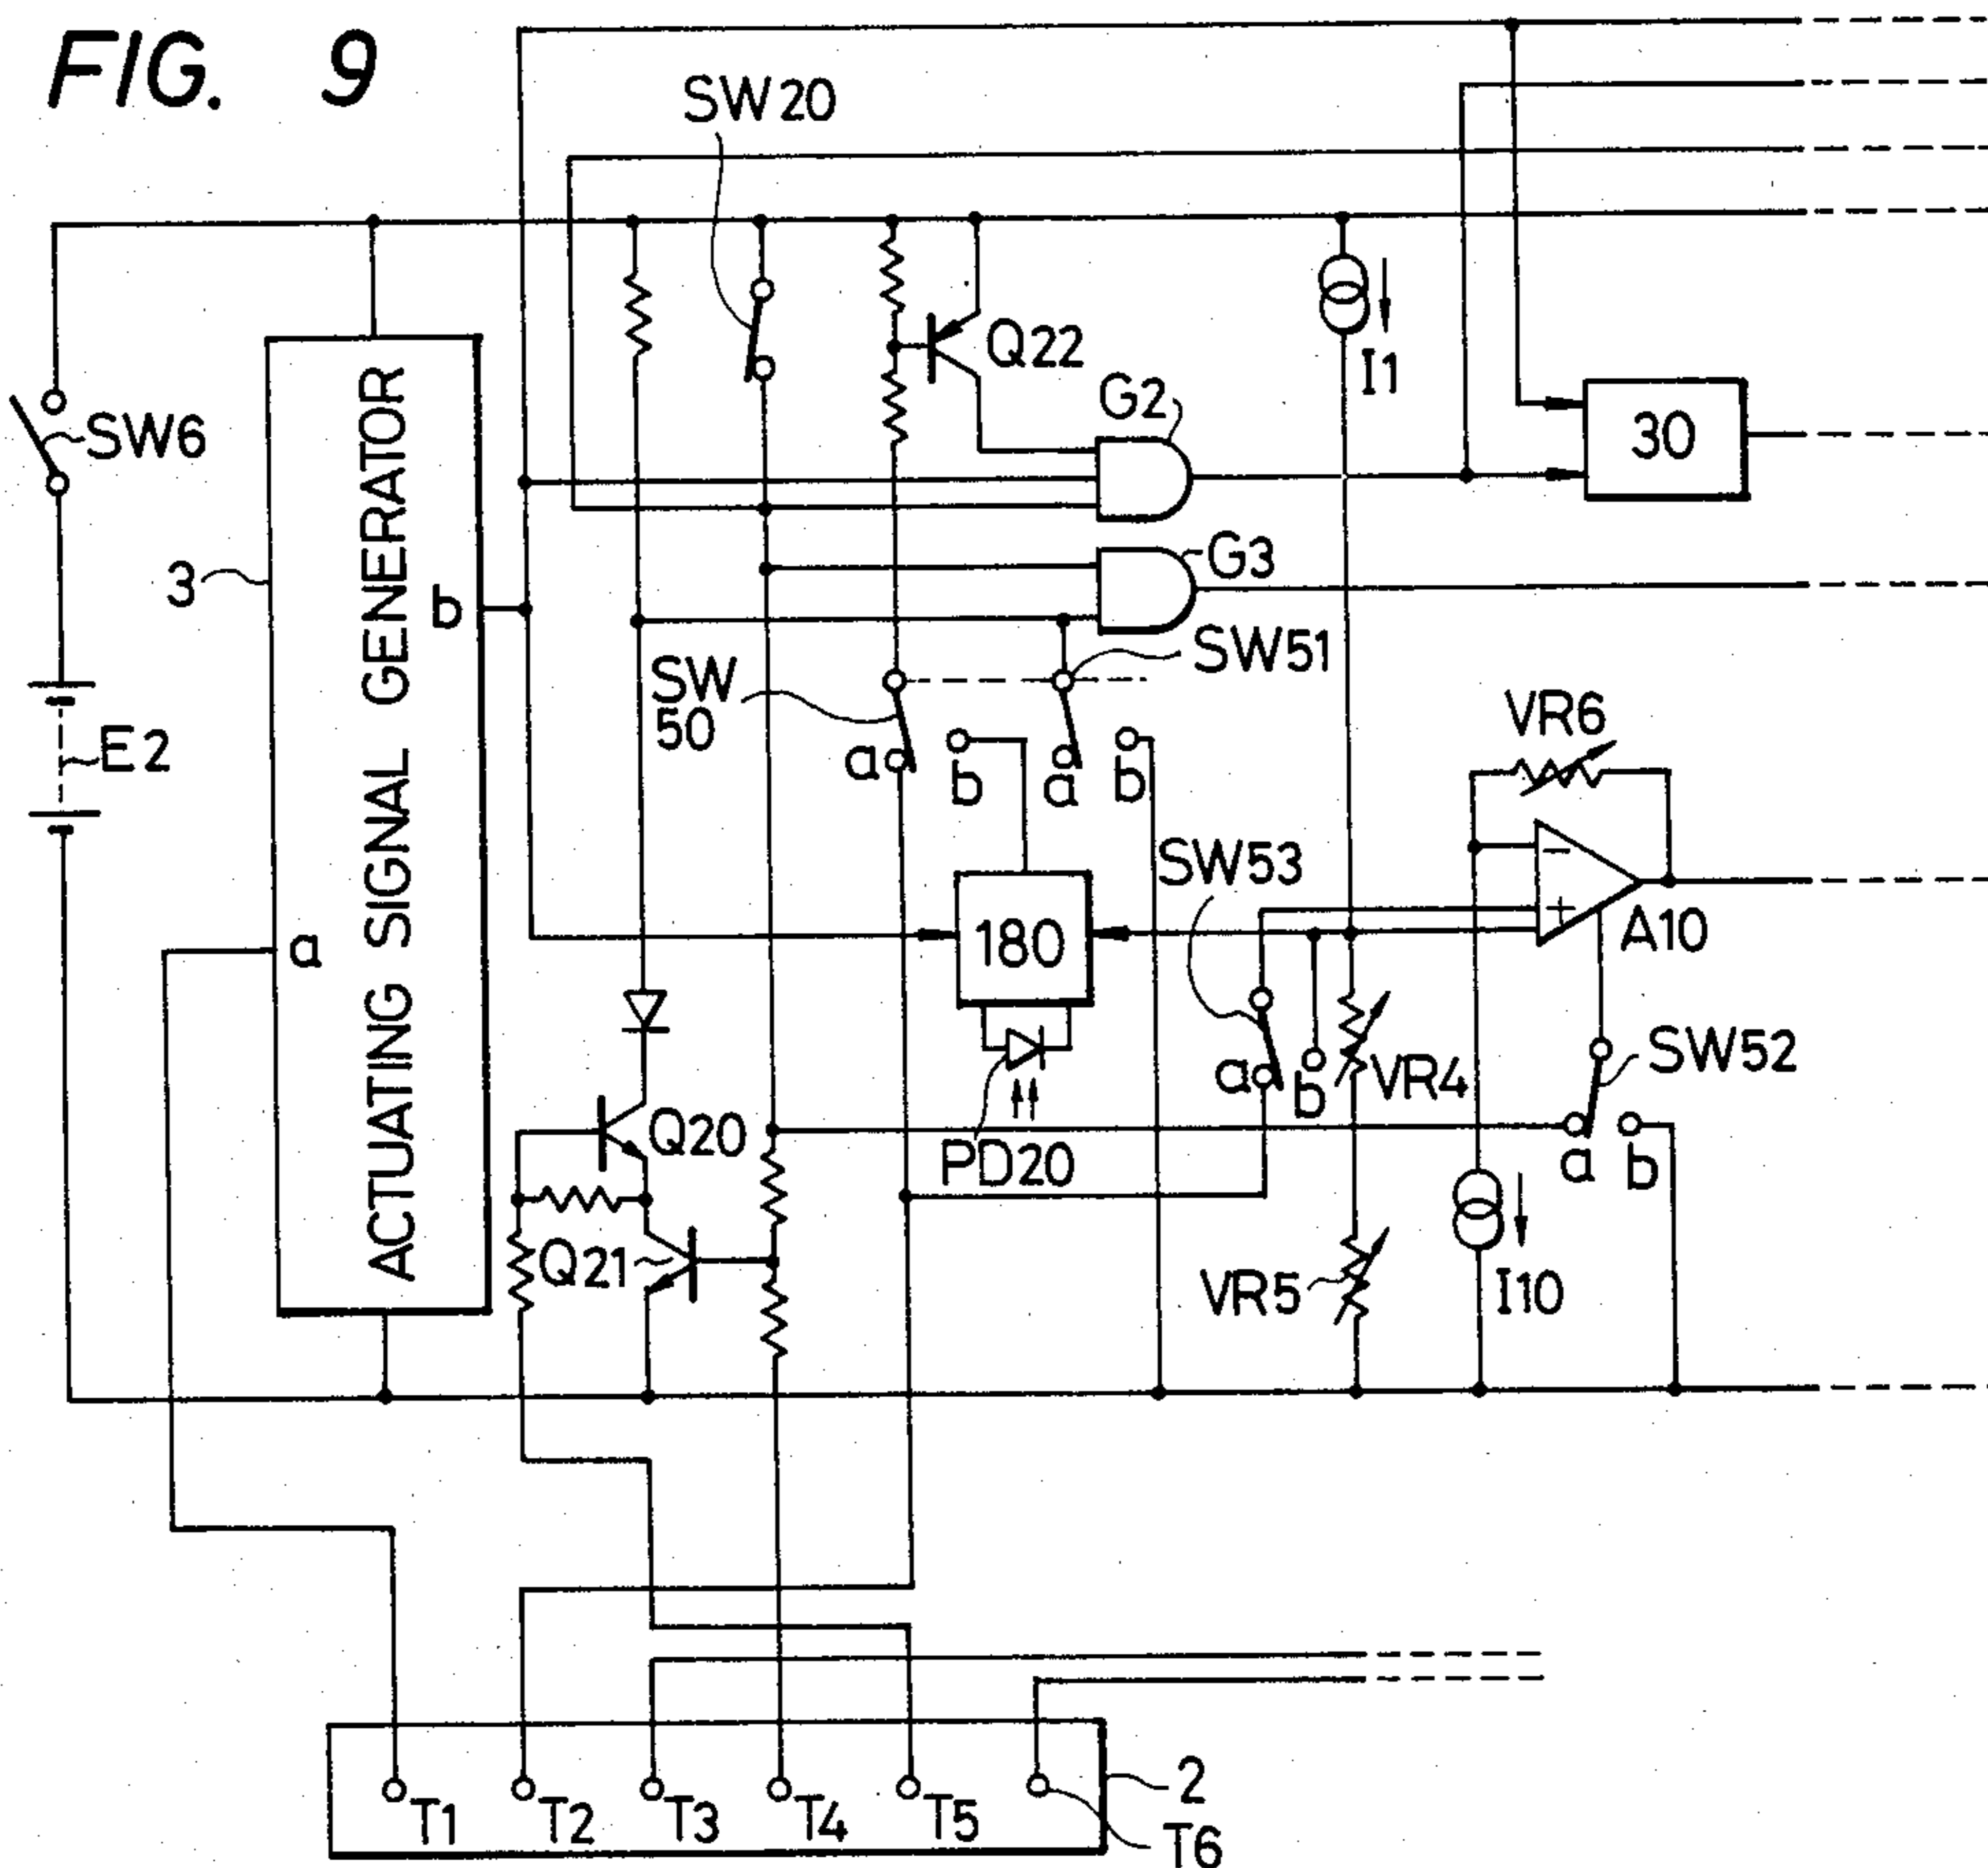 FIG. 9
SW20
Q22
I1
G2
30
SW6
3
ACTUATING SIGNAL GENERATOR
b
G3
SW51
SW
50
E2
a
b
a
b
VR6
SW53
180
−
+
A10
a
a
b
VR4
SW52
Q20
PD20
a
b
Q21
VR5
I10
2
T1
T2
T3
T4
T5
T6